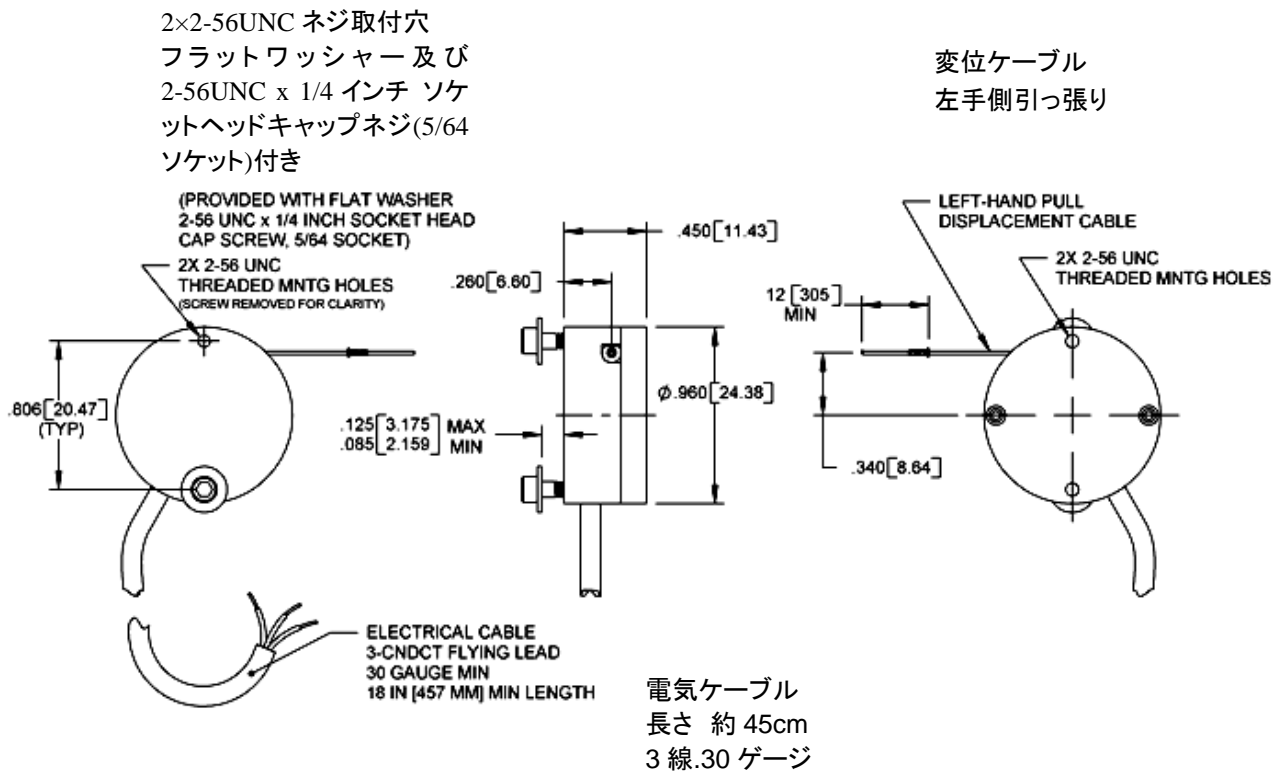 2×2-56UNC ネジ取付穴
フラットワッシャー及び
2-56UNC x 1/4 インチ ソケ
ットヘッドキャップネジ(5/64
ソケット)付き
変位ケーブル
左手側引っ張り
(PROVIDED WITH FLAT WASHER
2-56 UNC x 1/4 INCH SOCKET HEAD
CAP SCREW, 5/64 SOCKET)
2X 2-56 UNC
THREADED MNTG HOLES
(SCREW REMOVED FOR CLARITY)
.806[20.47]
(TYP)
.450[11.43]
.260[6.60]
Ø.960[24.38]
.125[3.175] MAX
.085[2.159] MIN
LEFT-HAND PULL
DISPLACEMENT CABLE
2X 2-56 UNC
THREADED MNTG HOLES
12 [305]
MIN
.340[8.64]
ELECTRICAL CABLE
3-CNDCT FLYING LEAD
30 GAUGE MIN
18 IN [457 MM] MIN LENGTH
電気ケーブル
長さ 約 45cm
3 線.30 ゲージ